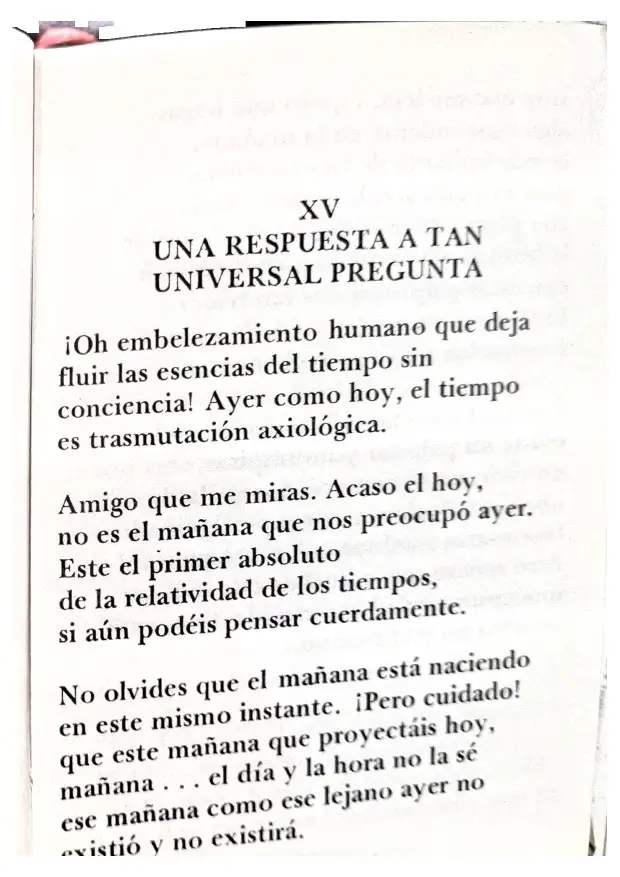 XV
UNA RESPUESTA A TAN
UNIVERSAL PREGUNTA
¡Oh embelezamiento humano que deja
fluir las esencias del tiempo sin
conciencia! Ayer como hoy, el tiempo
es trasmutación axiológica.
Amigo que me miras. Acaso el hoy,
no es el mañana que nos preocupó ayer.
Este el primer absoluto
de la relatividad de los tiempos,
si aún podéis pensar cuerdamente.
No olvides que el mañana está naciendo
en este mismo instante. ¡Pero cuidado!
que este mañana que proyectáis hoy,
mañana . . . el día y la hora no la sé
ese mañana como ese lejano ayer no
existió y no existirá.